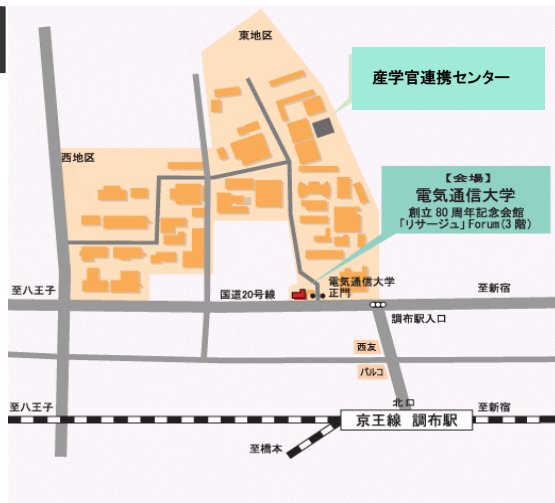 東地区
産学官連携センター
西地区
【会場】
電気通信大学
創立80周年記念会館
「リサージュ」Forum(3階)
電気通信大学
正門
至八王子
国道20号線
至新宿
調布駅入口
西友
パルコ
北口
至八王子
京王線 調布駅
至新宿
至橋本